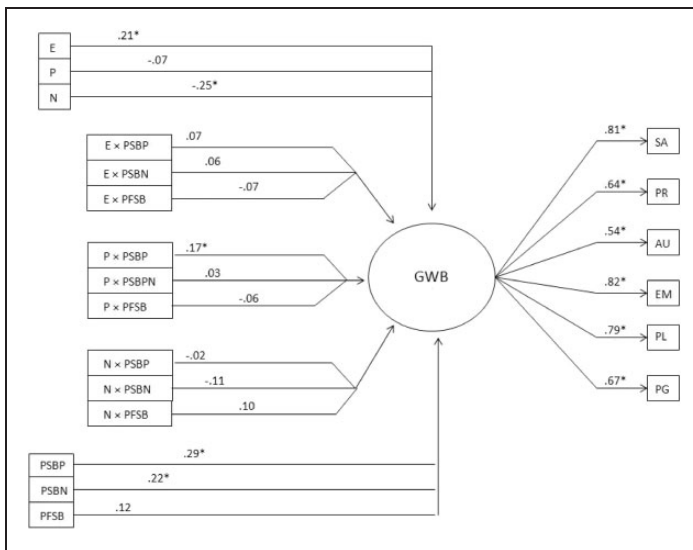 E .21*
P -.07
N -.25*
E × PSBP .07
E × PSBN .06
E × PFSB -.07
P × PSBP .17*
P × PSBPN .03
P × PFSB -.06
N × PSBP -.02
N × PSBN -.11
N × PFSB .10
PSBP .29*
PSBN .22*
PFSB .12
GWB
.81* SA
.64* PR
.54* AU
.82* EM
.79* PL
.67* PG